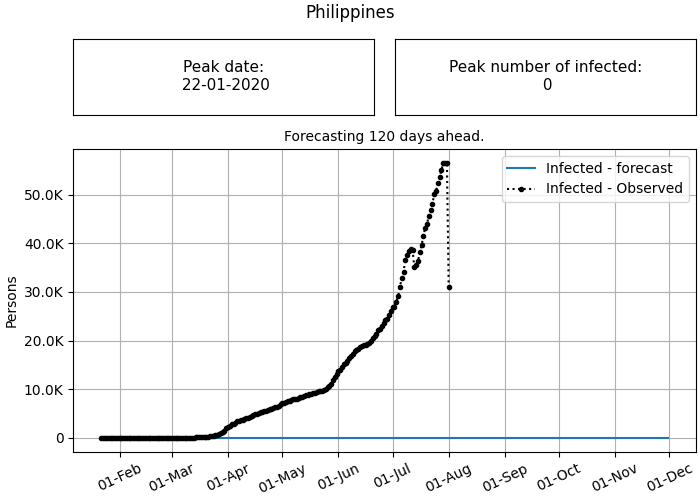 Philippines
Peak date:
22-01-2020
Peak number of infected:
0
Forecasting 120 days ahead.
Infected - forecast
Infected - Observed
50.0K
40.0K
30.0K
20.0K
10.0K
0
Persons
01-Feb
01-Mar
01-Apr
01-May
01-Jun
01-Jul
01-Aug
01-Sep
01-Oct
01-Nov
01-Dec